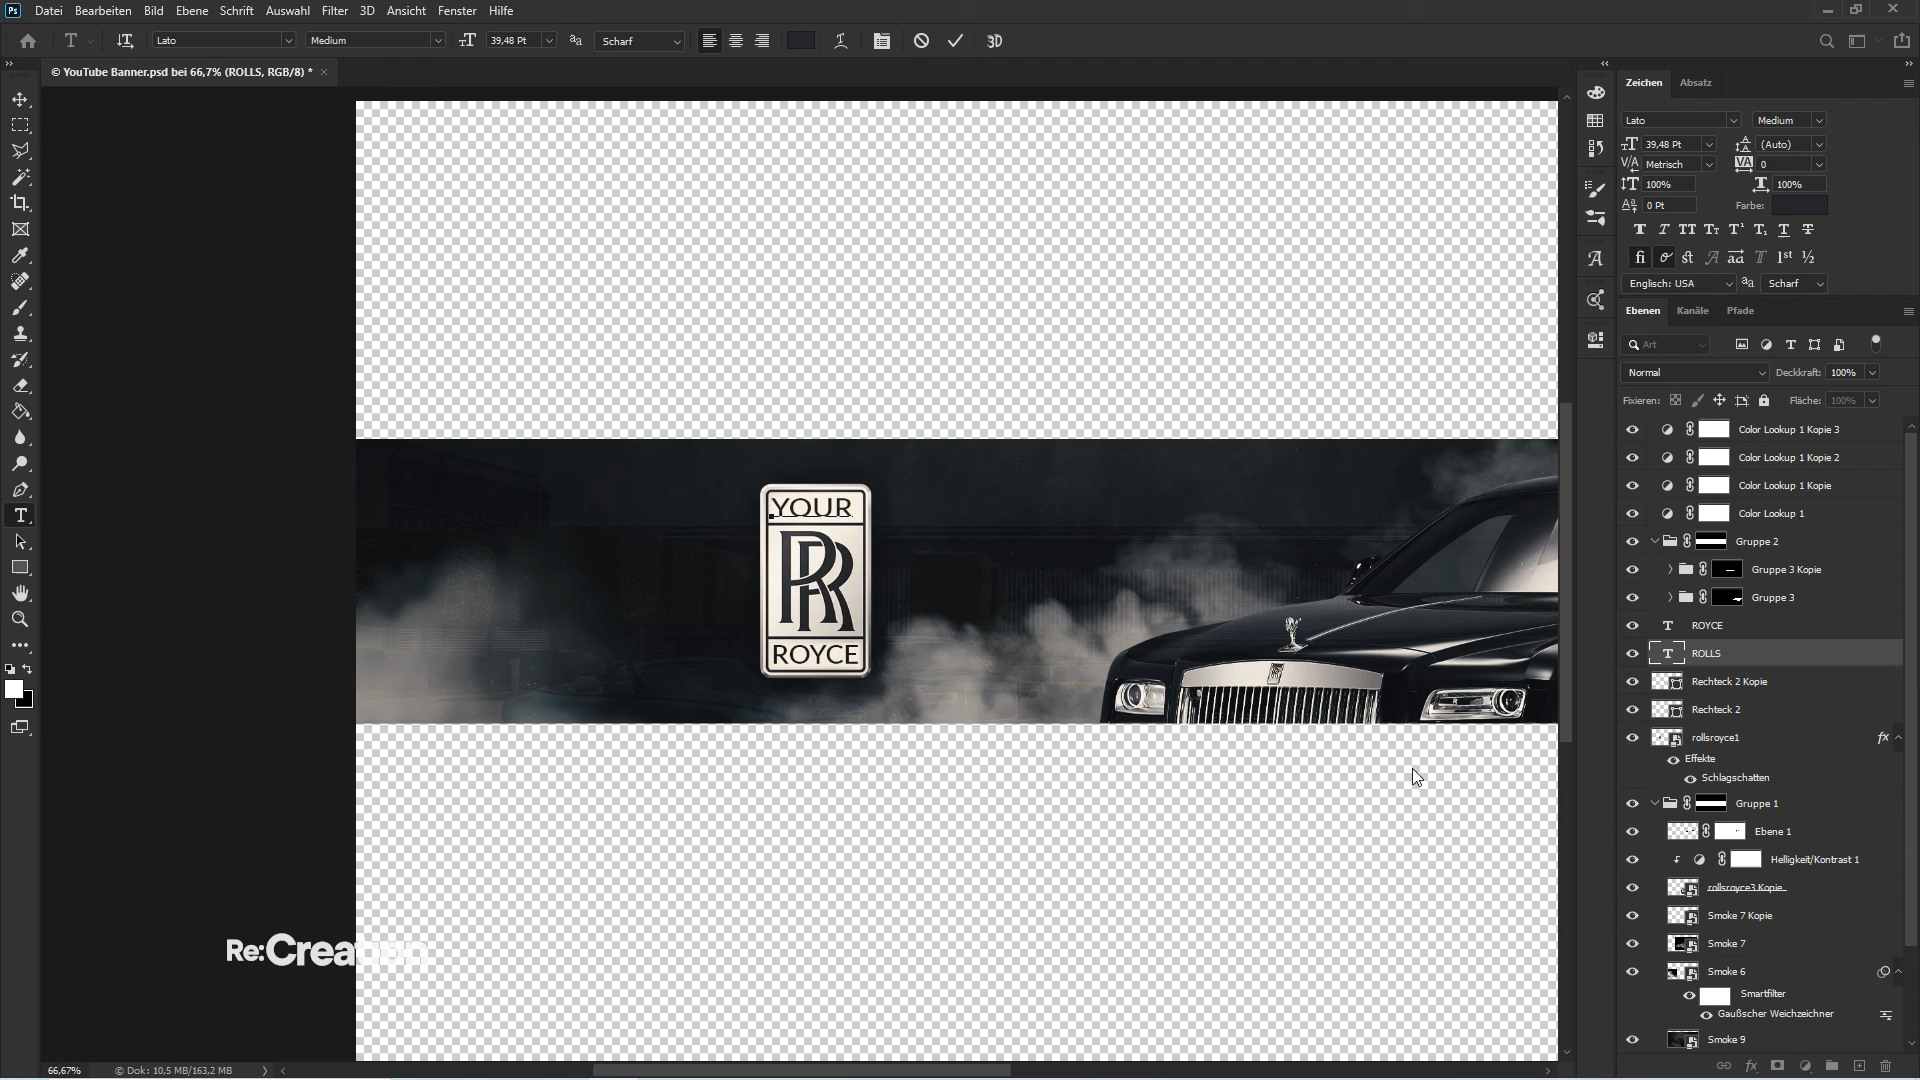 Ps Datei Bearbeiten Bild Ebene Schrift Auswahl Filter 3D Ansicht Fenster Hilfe
Lato Medium 39,48 Pt Scharf 3D
© YouTube Banner.psd bei 66,7% (ROLLS, RGB/8) *
Zeichen Absatz
Lato Medium
39,48 Pt (Auto)
Metrisch 0
100% 100%
0 Pt Farbe:
Englisch: USA Scharf
Ebenen Kanäle Pfade
Art
Normal Deckkraft: 100%
Fixieren: Fläche: 100%
Color Lookup 1 Kopie 3
Color Lookup 1 Kopie 2
Color Lookup 1 Kopie
Color Lookup 1
Gruppe 2
Gruppe 3 Kopie
Gruppe 3
ROYCE
ROLLS
Rechteck 2 Kopie
Rechteck 2
rollsroyce1 fx
Effekte
Schlagschatten
Gruppe 1
Ebene 1
Helligkeit/Kontrast 1
rollsroyce3 Kopie
Smoke 7 Kopie
Smoke 7
Smoke 6
Smartfilter
Gaußscher Weichzeichner
Smoke 9
YOUR
RR
ROYCE
Re:Creation
66,67% © Dok: 10,5 MB/163,2 MB